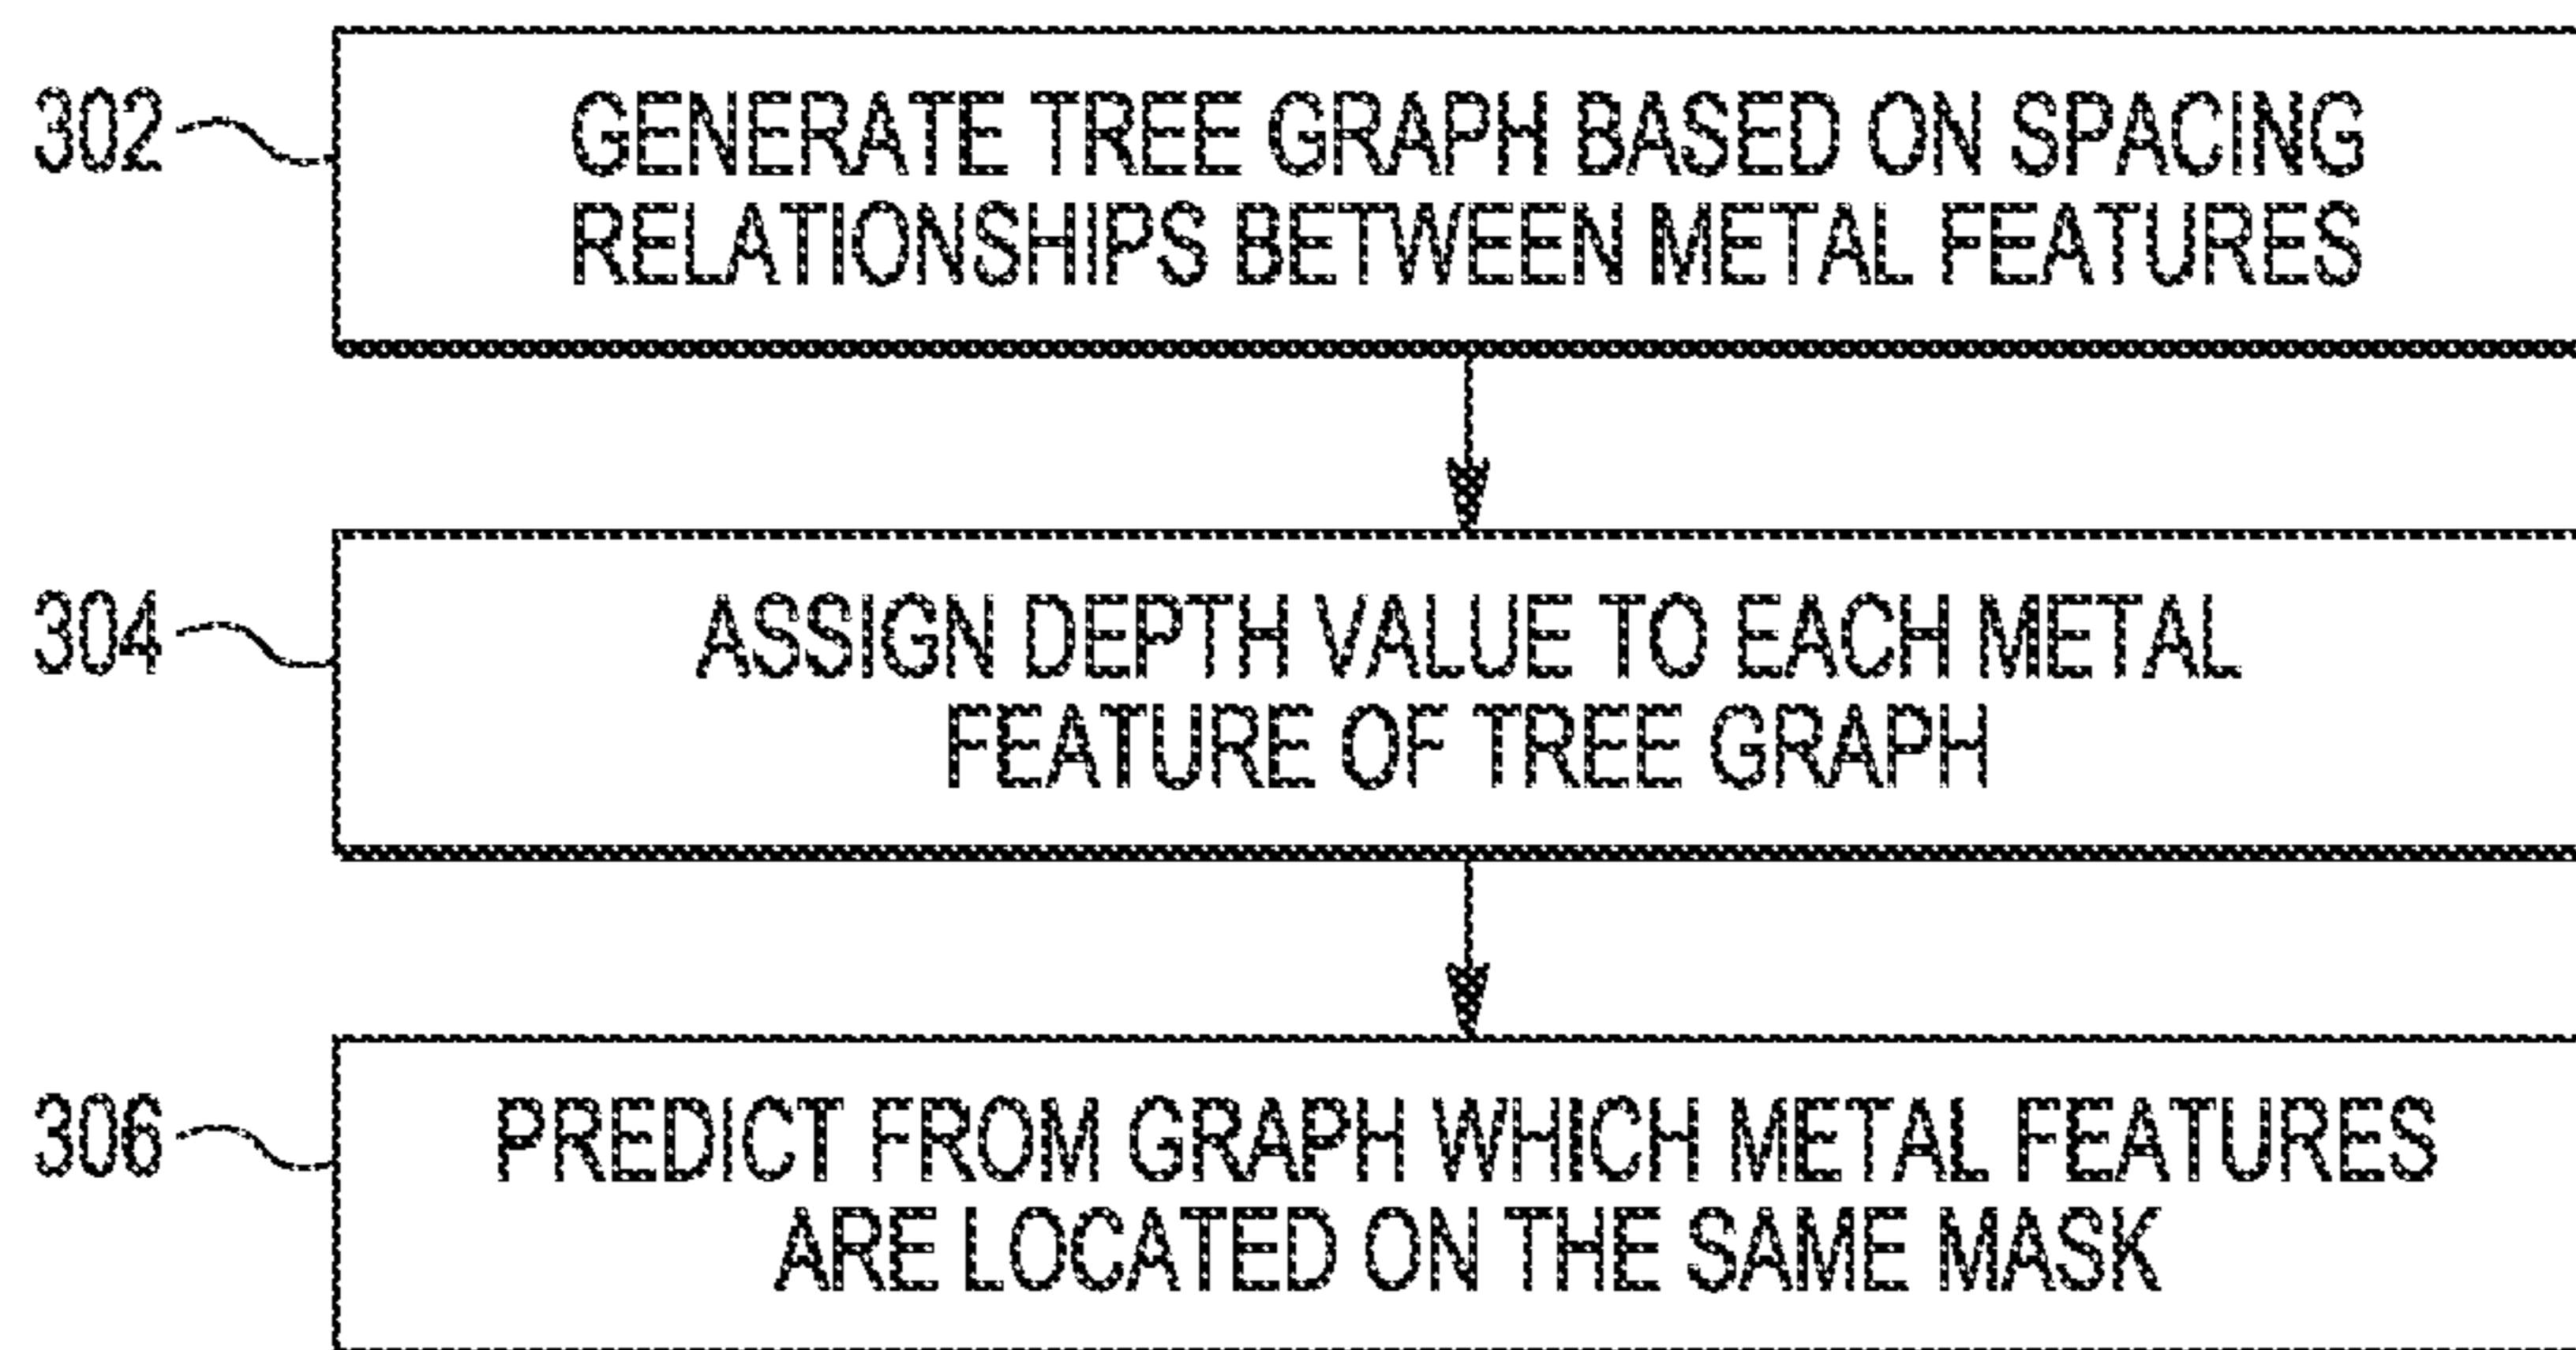 302
GENERATE TREE GRAPH BASED ON SPACING
RELATIONSHIPS BETWEEN METAL FEATURES
304
ASSIGN DEPTH VALUE TO EACH METAL
FEATURE OF TREE GRAPH
306
PREDICT FROM GRAPH WHICH METAL FEATURES
ARE LOCATED ON THE SAME MASK